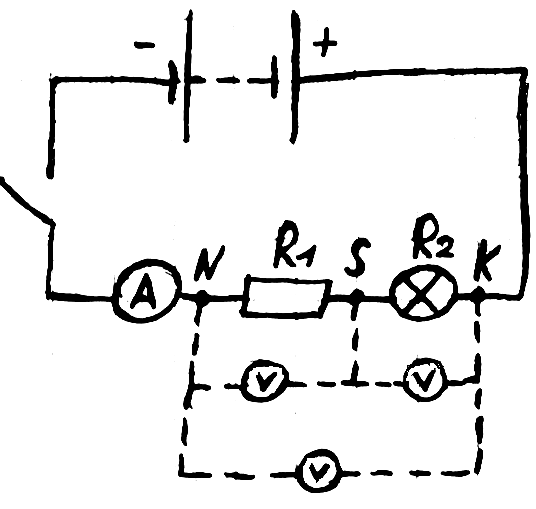 - +
N R1 S R2 K
A
V V
V